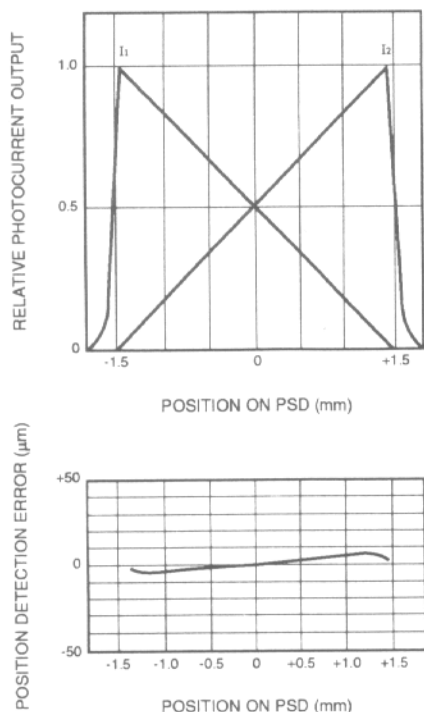 I1 I2
1.0
0.5
0
RELATIVE PHOTOCURRENT OUTPUT
-1.5 0 +1.5
POSITION ON PSD (mm)
POSITION DETECTION ERROR (μm)
+50
0
-50
-1.5 -1.0 -0.5 0 +0.5 +1.0 +1.5
POSITION ON PSD (mm)